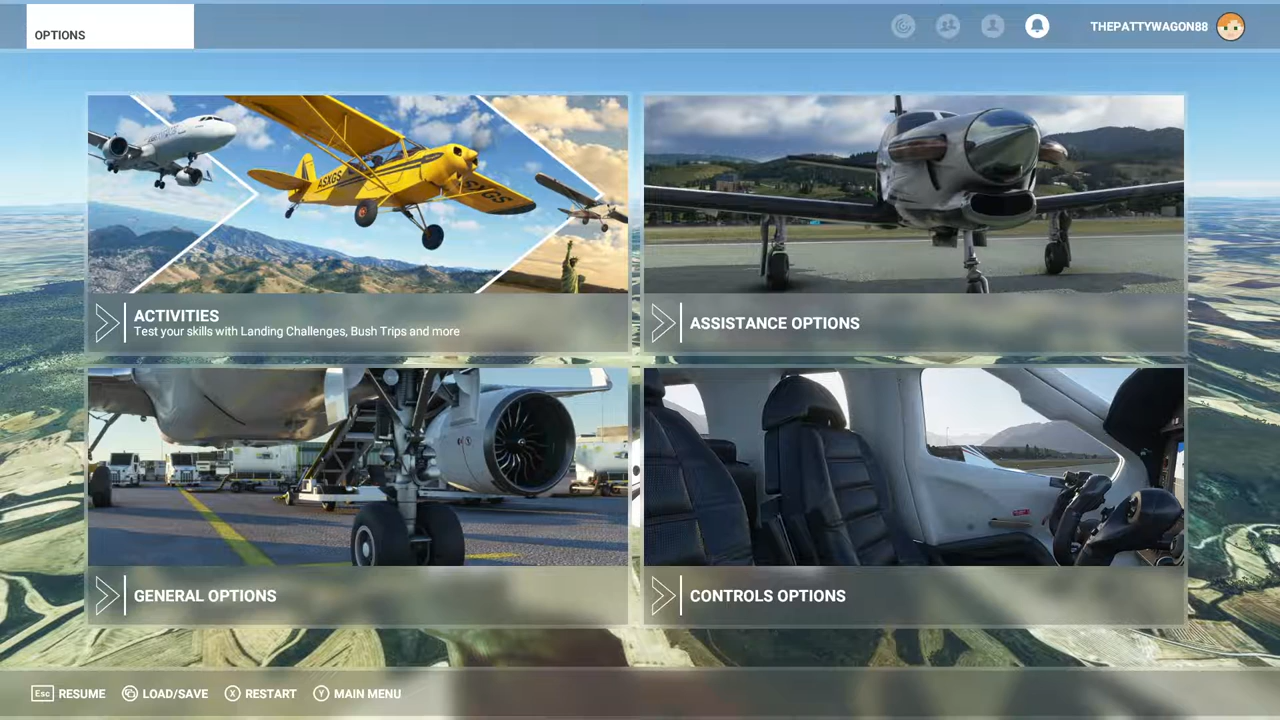 OPTIONS
THEPATTYWAGON88
ASXGS
ACTIVITIES
Test your skills with Landing Challenges, Bush Trips and more
ASSISTANCE OPTIONS
GENERAL OPTIONS
CONTROLS OPTIONS
Esc RESUME
LOAD/SAVE
X RESTART
Y MAIN MENU